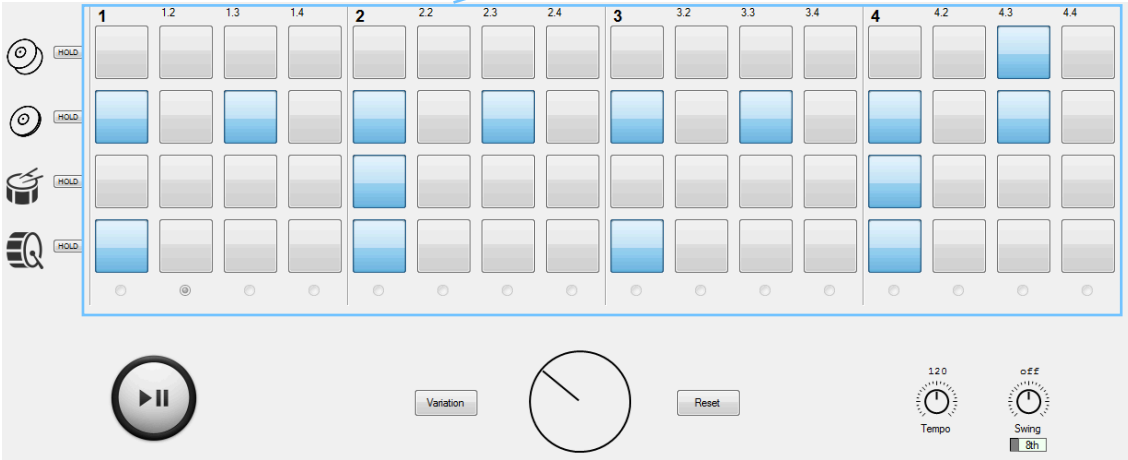 1 1.2 1.3 1.4 2 2.2 2.3 2.4 3 3.2 3.3 3.4 4 4.2 4.3 4.4
HOLD
HOLD
HOLD
HOLD
Variation
Reset
120
Tempo
off
Swing
8th